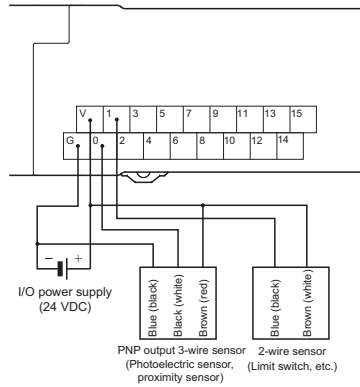 V 1 3 5 7 9 11 13 15
G 0 2 4 6 8 10 12 14
− +
I/O power supply
(24 VDC)
Blue (black)
Black (white)
Brown (red)
Blue (black)
Brown (white)
PNP output 3-wire sensor
(Photoelectric sensor,
proximity sensor)
2-wire sensor
(Limit switch, etc.)